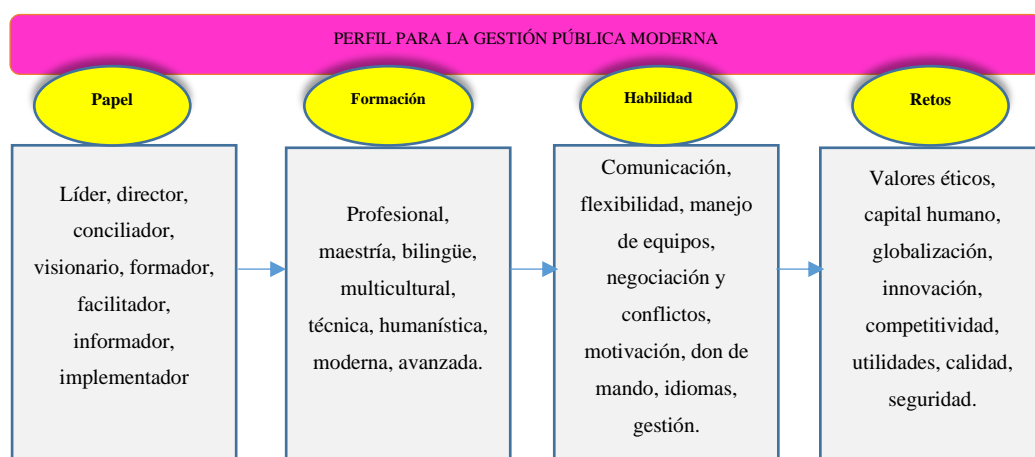 PERFIL PARA LA GESTIÓN PÚBLICA MODERNA
Papel
Líder, director,
conciliador,
visionario, formador,
facilitador,
informador,
implementador
Formación
Profesional,
maestría, bilingüe,
multicultural,
técnica, humanística,
moderna, avanzada.
Habilidad
Comunicación,
flexibilidad, manejo
de equipos,
negociación y
conflictos,
motivación, don de
mando, idiomas,
gestión.
Retos
Valores éticos,
capital humano,
globalización,
innovación,
competitividad,
utilidades, calidad,
seguridad.